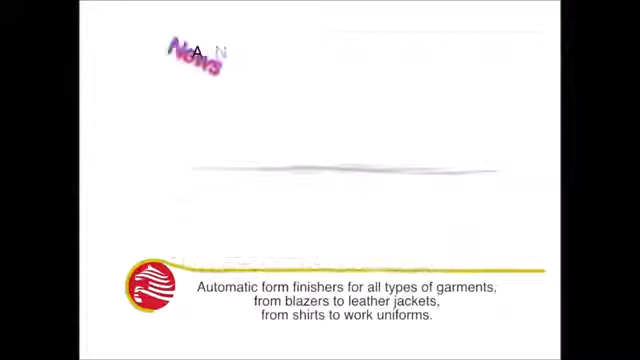 News
A N
Automatic form finishers for all types of garments,
from blazers to leather jackets,
from shirts to work uniforms.